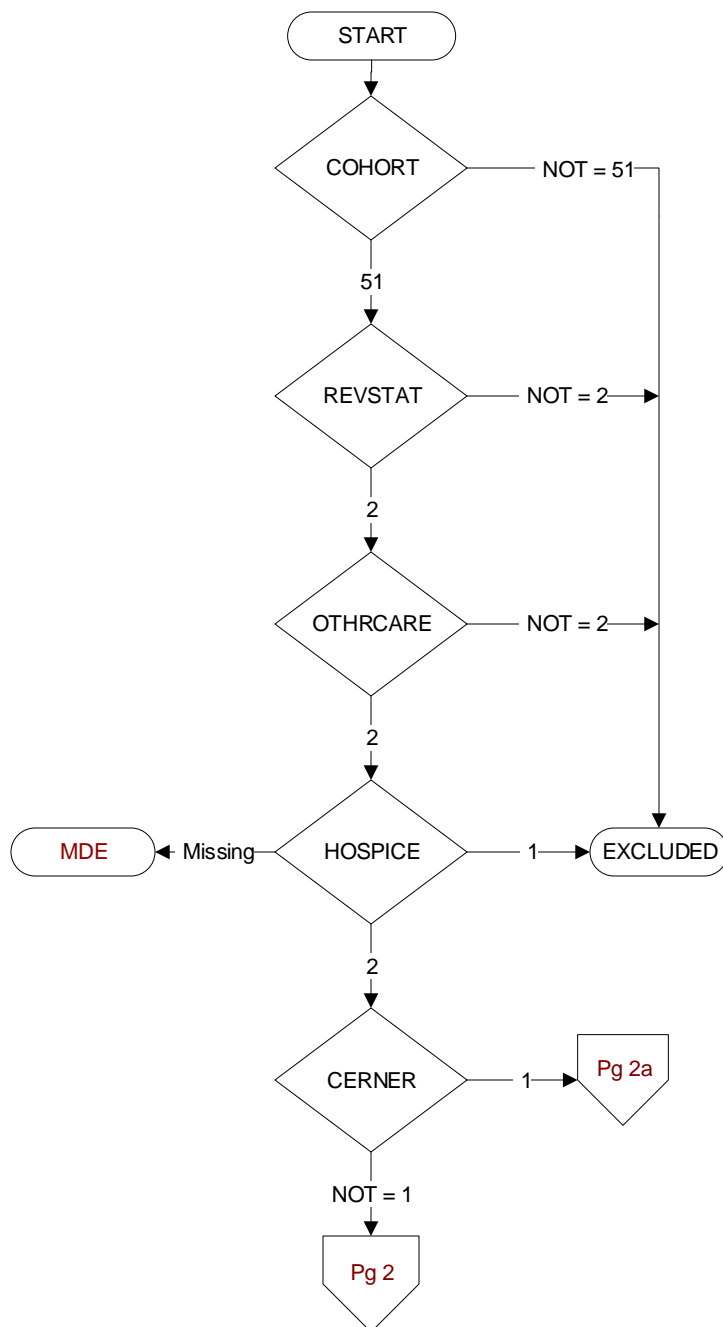 START
COHORT
NOT = 51
51
REVSTAT
NOT = 2
2
OTHRCARE
NOT = 2
2
MDE
Missing
HOSPICE
1
EXCLUDED
2
CERNER
1
Pg 2a
NOT = 1
Pg 2